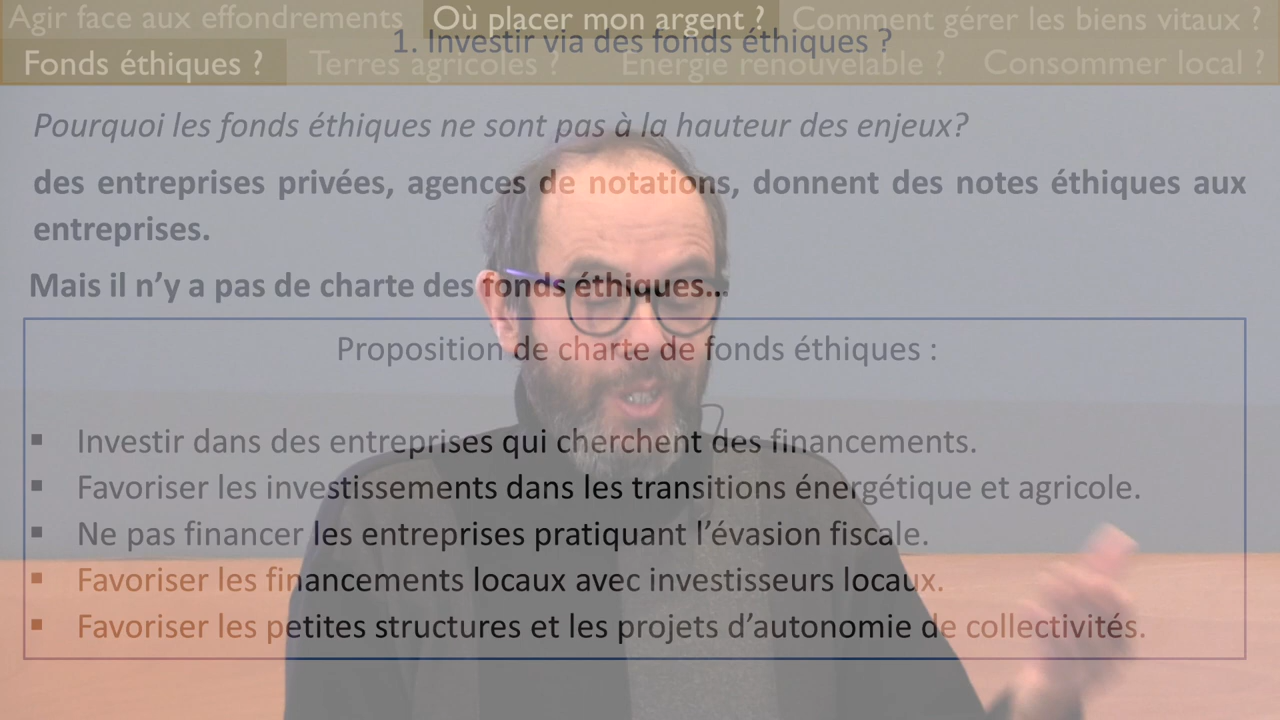 Agir face aux effondrements Où placer mon argent ? Comment gérer les biens vitaux ?
1. Investir via des fonds éthiques ?
Fonds éthiques ? Terres agricoles ? Energie renouvelable ? Consommer local ?
Pourquoi les fonds éthiques ne sont pas à la hauteur des enjeux?
des entreprises privées, agences de notations, donnent des notes éthiques aux
entreprises.
Mais il n’y a pas de charte des fonds éthiques...
Proposition de charte de fonds éthiques :
▪ Investir dans des entreprises qui cherchent des financements.
▪ Favoriser les investissements dans les transitions énergétique et agricole.
▪ Ne pas financer les entreprises pratiquant l’évasion fiscale.
▪ Favoriser les financements locaux avec investisseurs locaux.
▪ Favoriser les petites structures et les projets d’autonomie de collectivités.